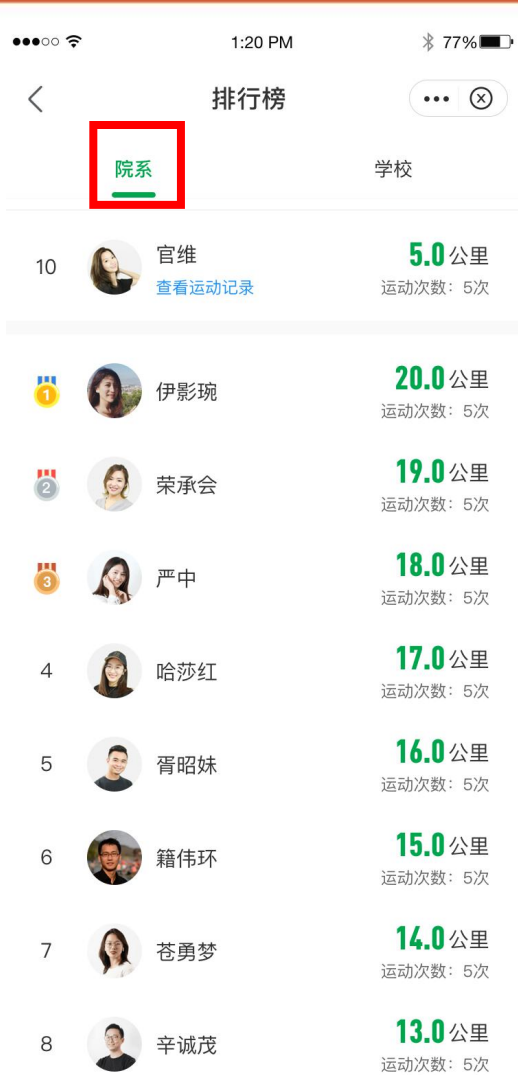 1:20 PM 77%
排行榜
院系 学校
10 官维 5.0公里
查看运动记录 运动次数：5次
1 伊影琬 20.0公里
运动次数：5次
2 荣承会 19.0公里
运动次数：5次
3 严中 18.0公里
运动次数：5次
4 哈莎红 17.0公里
运动次数：5次
5 胥昭妹 16.0公里
运动次数：5次
6 籍伟环 15.0公里
运动次数：5次
7 苍勇梦 14.0公里
运动次数：5次
8 辛诚茂 13.0公里
运动次数：5次